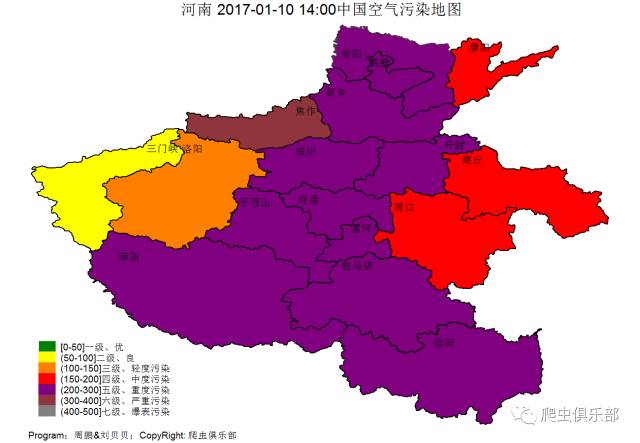 河南 2017-01-10 14:00中国空气污染地图
安阳
濮阳
鹤壁
新乡
焦作
三门峡 洛阳
郑州
开封
商丘
平顶山
许昌
周口
漯河
南阳
驻马店
信阳
[0-50]一级、优
(50-100]二级、良
(100-150]三级、轻度污染
(150-200]四级、中度污染
(200-300]五级、重度污染
(300-400]六级、严重污染
(400-500]七级、爆表污染
Program：周鹏&刘贝贝；CopyRight: 爬虫俱乐部
爬虫俱乐部